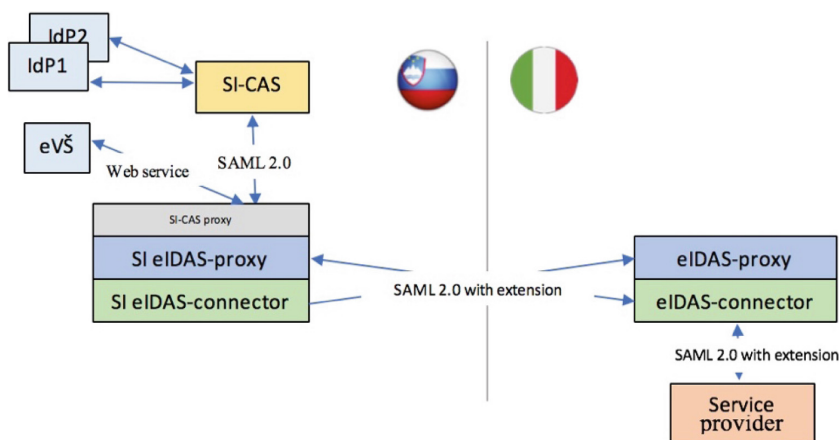 IdP2
IdP1
SI-CAS
eVŠ
Web service
SAML 2.0
SI-CAS proxy
SI eIDAS-proxy
SI eIDAS-connector
SAML 2.0 with extension
eIDAS-proxy
eIDAS-connector
SAML 2.0 with extension
Service
provider